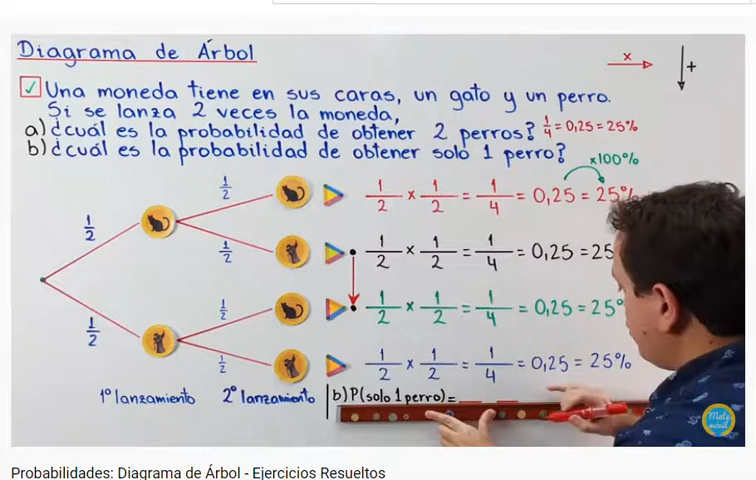 Diagrama de Árbol
x
+
Una moneda tiene en sus caras, un gato y un perro.
Si se lanza 2 veces la moneda,
a) ¿cuál es la probabilidad de obtener 2 perros? 1/4 = 0,25 = 25%
b) ¿cuál es la probabilidad de obtener solo 1 perro?
x100%
1/2
1/2
1/2 x 1/2 = 1/4 = 0,25 = 25%
1/2
1/2 x 1/2 = 1/4 = 0,25 = 25
1/2
1/2
1/2 x 1/2 = 1/4 = 0,25 = 25%
1/2
1/2 x 1/2 = 1/4 = 0,25 = 25%
1º lanzamiento 2º lanzamiento b) P(solo 1 perro) =
Mate móvil
Probabilidades: Diagrama de Árbol - Ejercicios Resueltos